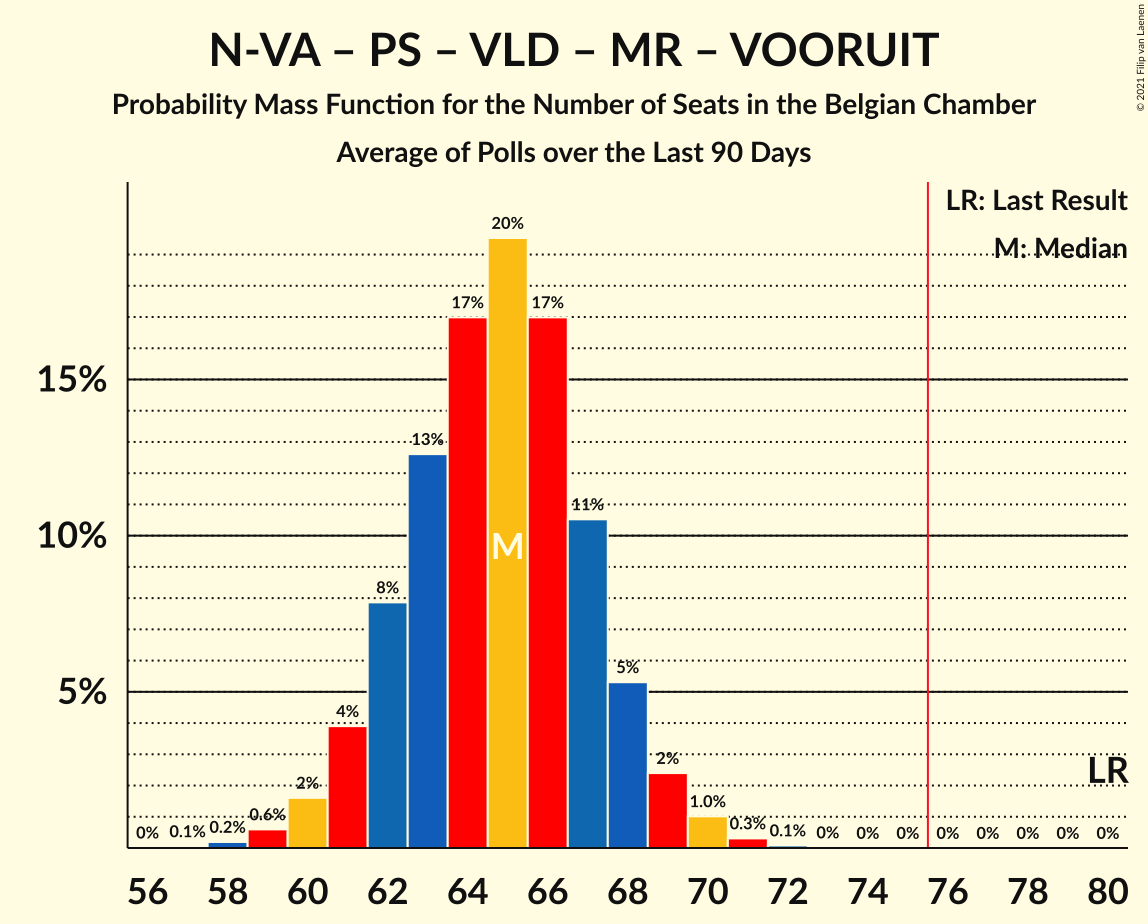 N-VA – PS – VLD – MR – VOORUIT
Probability Mass Function for the Number of Seats in the Belgian Chamber
Average of Polls over the Last 90 Days
© 2021 Filip van Laenen
LR: Last Result
M: Median
20%
17% 17%
15%
13%
11%
10%
M
8%
5%
5%
4%
LR
2% 2%
0% 0.1% 0.2% 0.6% 1.0% 0.3% 0.1% 0% 0% 0% 0% 0% 0% 0% 0%
56 58 60 62 64 66 68 70 72 74 76 78 80